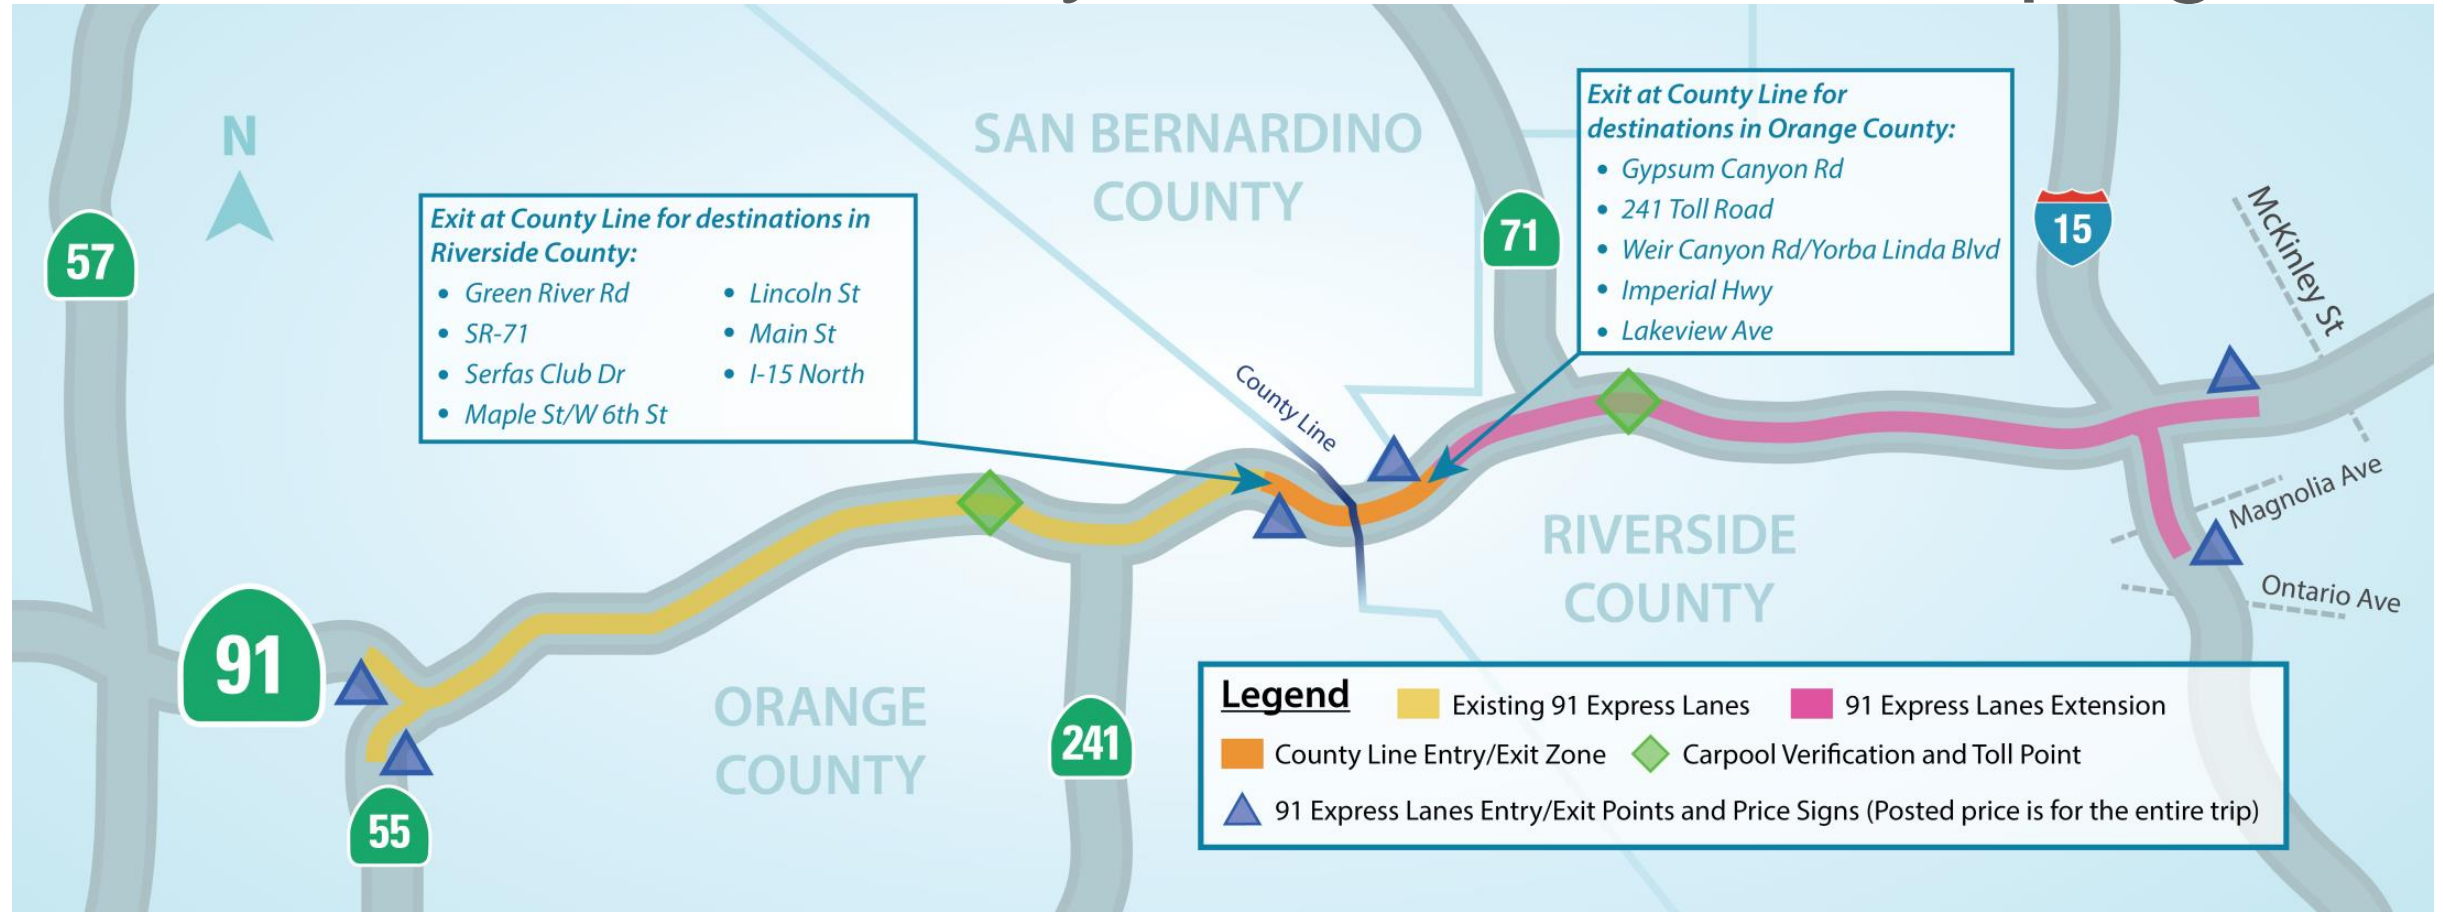 N
57
SAN BERNARDINO
COUNTY
Exit at County Line for destinations in
Riverside County:
• Green River Rd
• SR-71
• Serfas Club Dr
• Maple St/W 6th St
• Lincoln St
• Main St
• I-15 North
Exit at County Line for
destinations in Orange County:
• Gypsum Canyon Rd
• 241 Toll Road
• Weir Canyon Rd/Yorba Linda Blvd
• Imperial Hwy
• Lakeview Ave
71
15
McKinley St
County Line
Magnolia Ave
Ontario Ave
RIVERSIDE
COUNTY
91
ORANGE
COUNTY
241
55
Legend
Existing 91 Express Lanes
91 Express Lanes Extension
County Line Entry/Exit Zone
Carpool Verification and Toll Point
91 Express Lanes Entry/Exit Points and Price Signs (Posted price is for the entire trip)